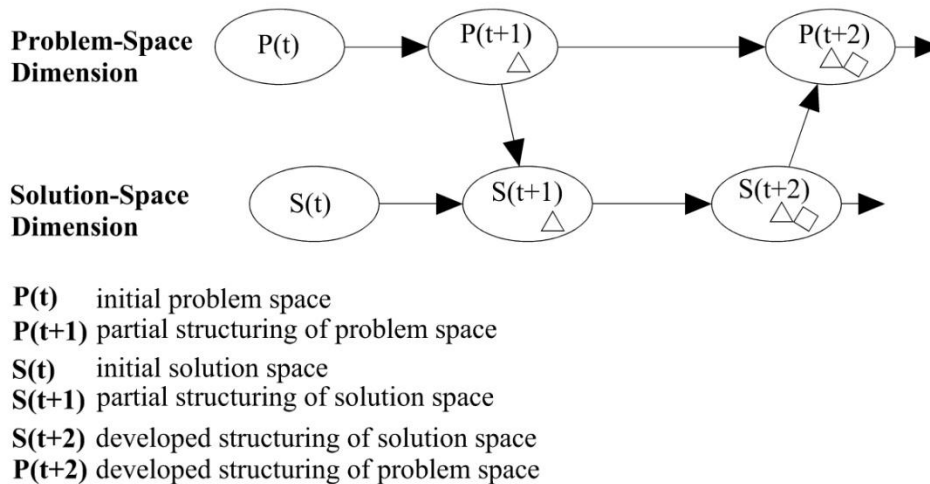 Problem-Space
Dimension
P(t)
P(t+1)
P(t+2)
Solution-Space
Dimension
S(t)
S(t+1)
S(t+2)
P(t) initial problem space
P(t+1) partial structuring of problem space
S(t) initial solution space
S(t+1) partial structuring of solution space
S(t+2) developed structuring of solution space
P(t+2) developed structuring of problem space